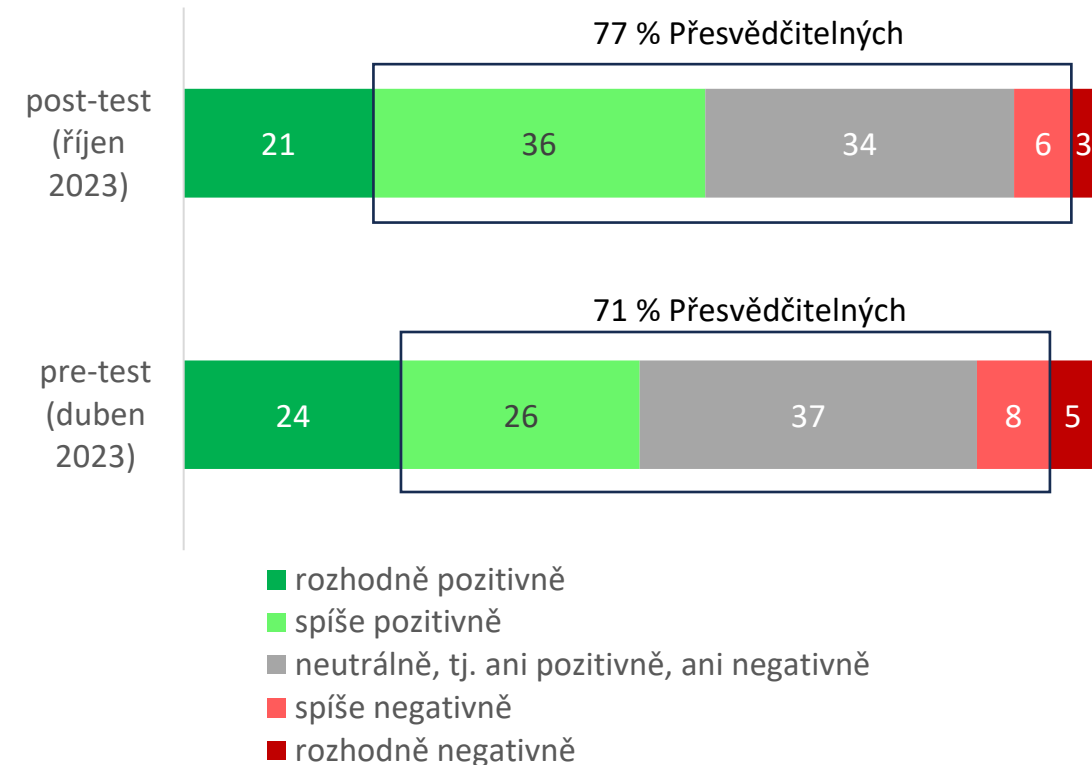 77 % Přesvědčitelných
post-test
(říjen
2023)
21 36 34 6 3
71 % Přesvědčitelných
pre-test
(duben
2023)
24 26 37 8 5
rozhodně pozitivně
spíše pozitivně
neutrálně, tj. ani pozitivně, ani negativně
spíše negativně
rozhodně negativně